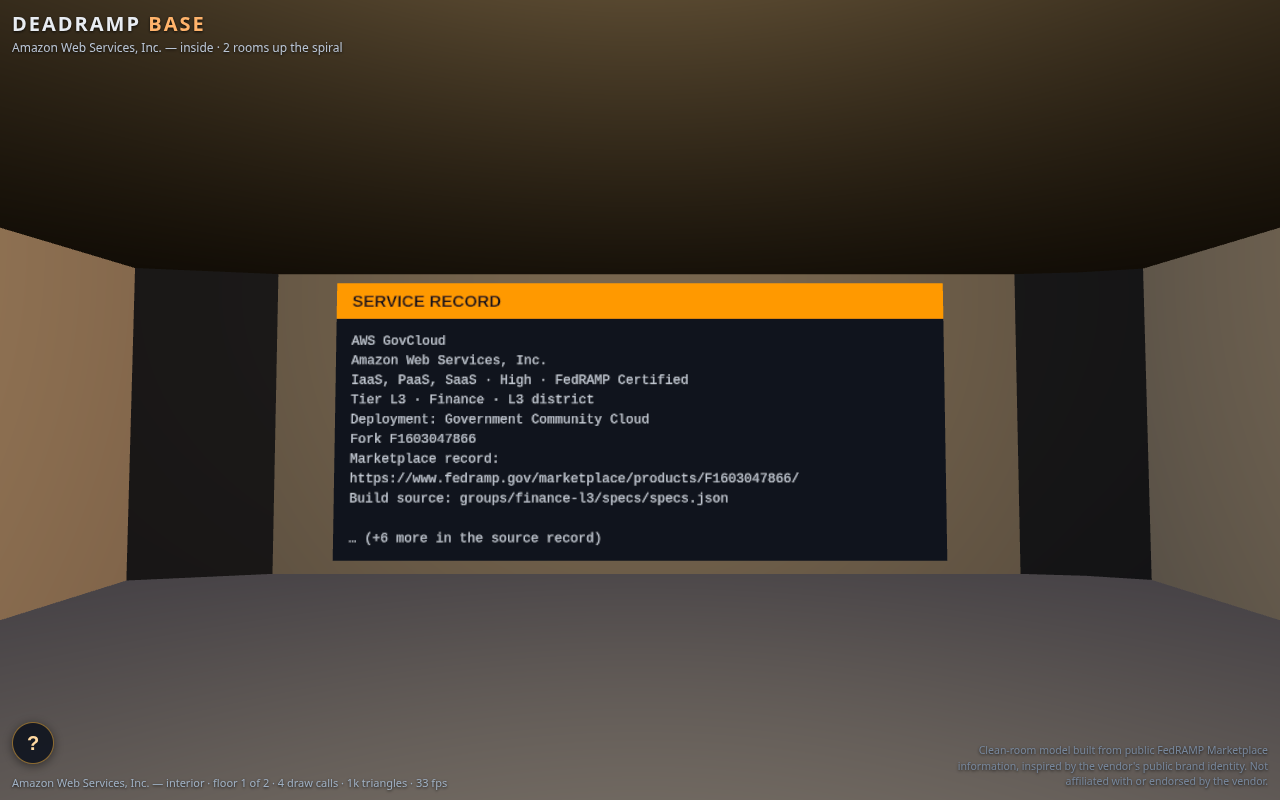 DEADRAMP BASE
Amazon Web Services, Inc. — inside · 2 rooms up the spiral
SERVICE RECORD
AWS GovCloud
Amazon Web Services, Inc.
IaaS, PaaS, SaaS · High · FedRAMP Certified
Tier L3 · Finance · L3 district
Deployment: Government Community Cloud
Fork F1603047866
Marketplace record:
https://www.fedramp.gov/marketplace/products/F1603047866/
Build source: groups/finance-l3/specs/specs.json
… (+6 more in the source record)
?
Amazon Web Services, Inc. — interior · floor 1 of 2 · 4 draw calls · 1k triangles · 33 fps
Clean-room model built from public FedRAMP Marketplace
information, inspired by the vendor's public brand identity. Not
affiliated with or endorsed by the vendor.